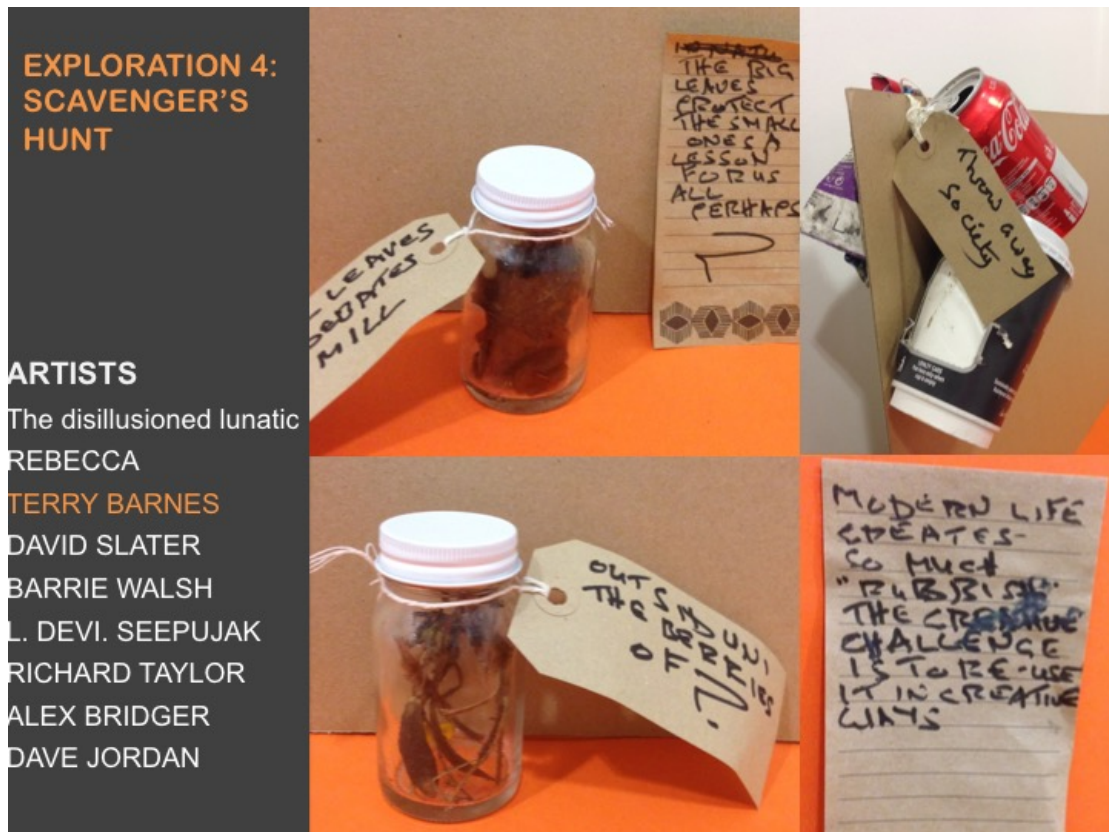 EXPLORATION 4:
SCAVENGER'S
HUNT
ARTISTS
The disillusioned lunatic
REBECCA
TERRY BARNES
DAVID SLATER
BARRIE WALSH
L. DEVI. SEEPUJAK
RICHARD TAYLOR
ALEX BRIDGER
DAVE JORDAN
LEAVES
MILL
THE BIG
LEAVES
PROTECT
THE SMALL
ONES A
LESSON
FOR US
ALL
PERHAPS
Throw away
society
Coca-Cola
OUT
THE
OF
MODERN LIFE
CREATES
SO MUCH
"RUBBISH"
THE CREATIVE
CHALLENGE
IS TO RE-USE
IT IN CREATIVE
WAYS